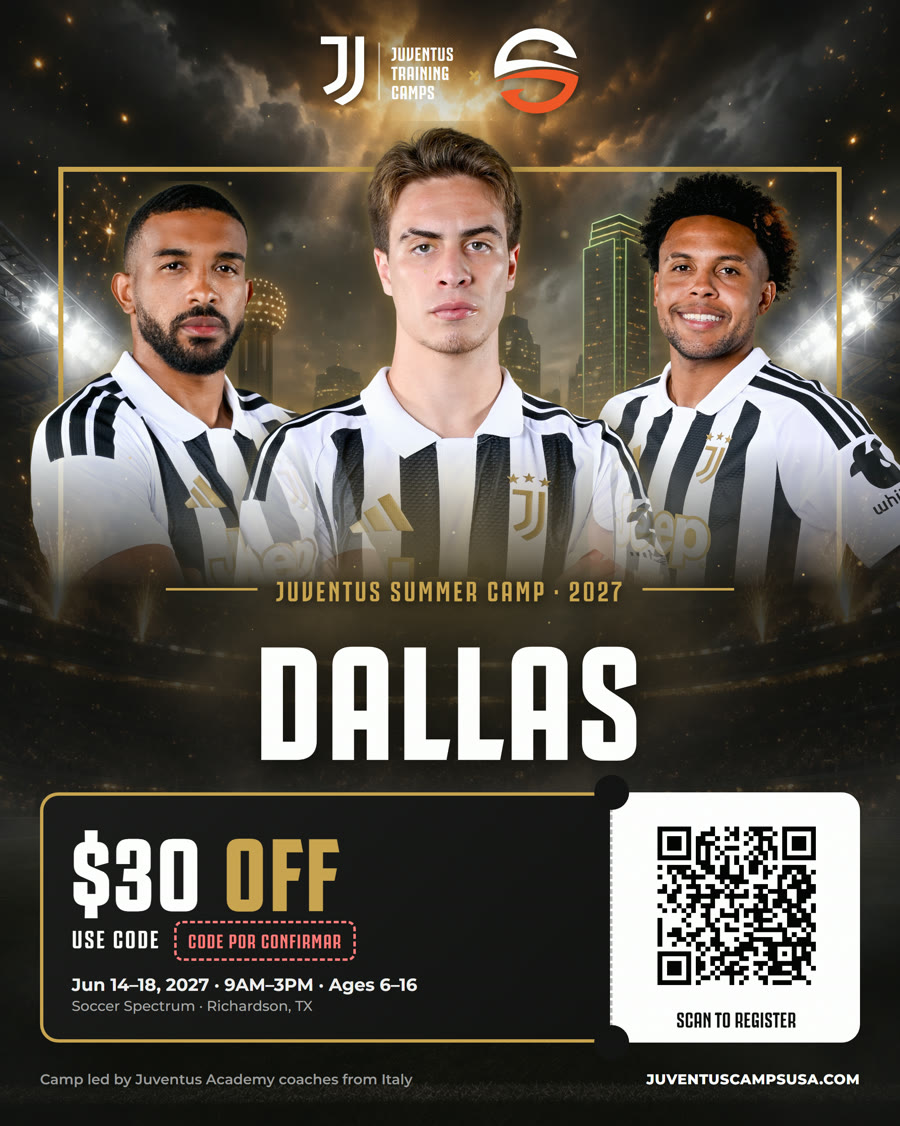 JUVENTUS
TRAINING
CAMPS
Jeep
Jeep
JUVENTUS SUMMER CAMP · 2027
DALLAS
$30 OFF
USE CODE CODE POR CONFIRMAR
Jun 14–18, 2027 · 9AM–3PM · Ages 6–16
Soccer Spectrum · Richardson, TX
SCAN TO REGISTER
Camp led by Juventus Academy coaches from Italy
JUVENTUSCAMPSUSA.COM